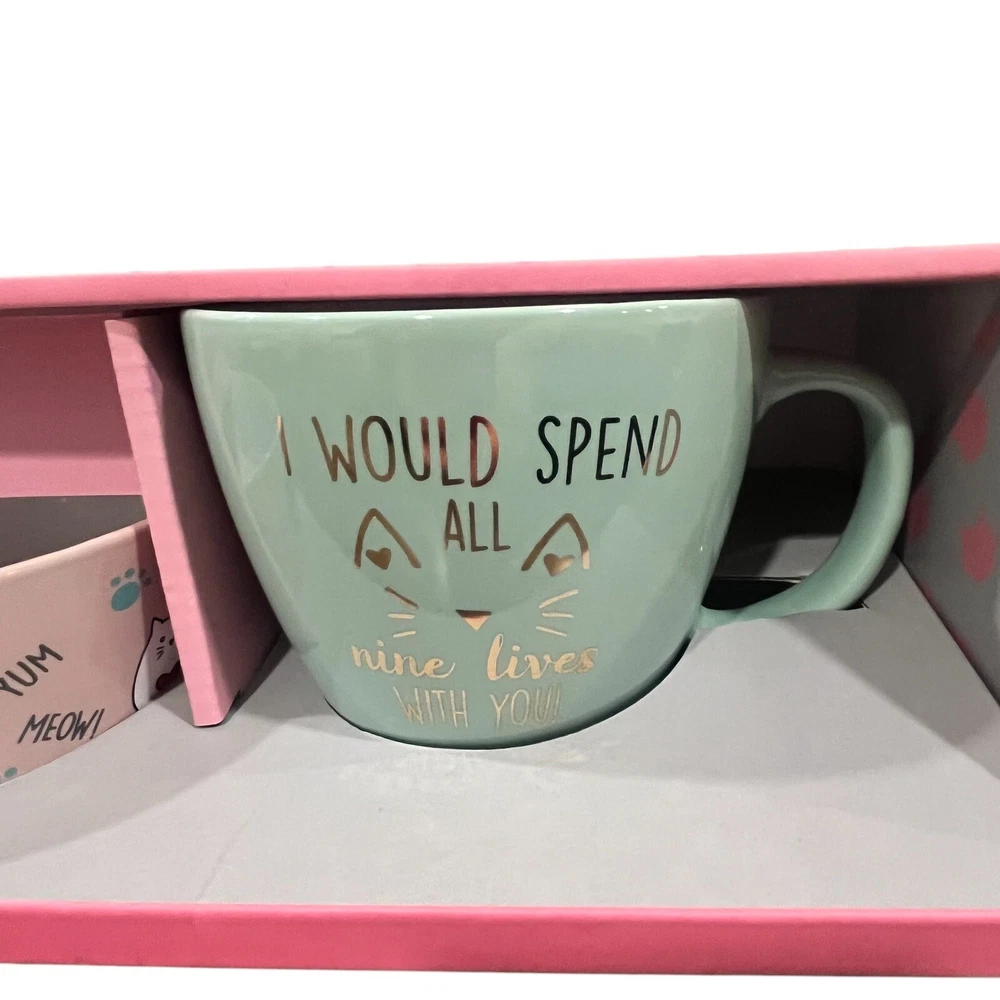 I WOULD SPEND
ALL
nine lives
WITH YOU!
YUM
MEOW!